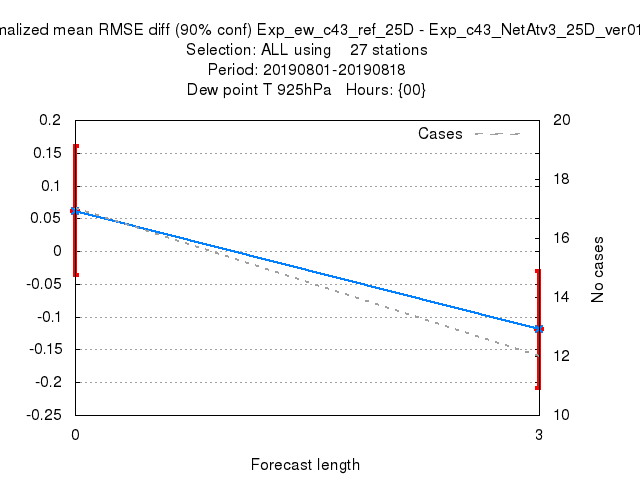 malized mean RMSE diff (90% conf) Exp_ew_c43_ref_25D - Exp_c43_NetAtv3_25D_ver01
Selection: ALL using 27 stations
Period: 20190801-20190818
Dew point T 925hPa Hours: {00}
Cases
0.2
0.15
0.1
0.05
0
-0.05
-0.1
-0.15
-0.2
-0.25
20
18
16
14
12
10
No cases
0 3
Forecast length